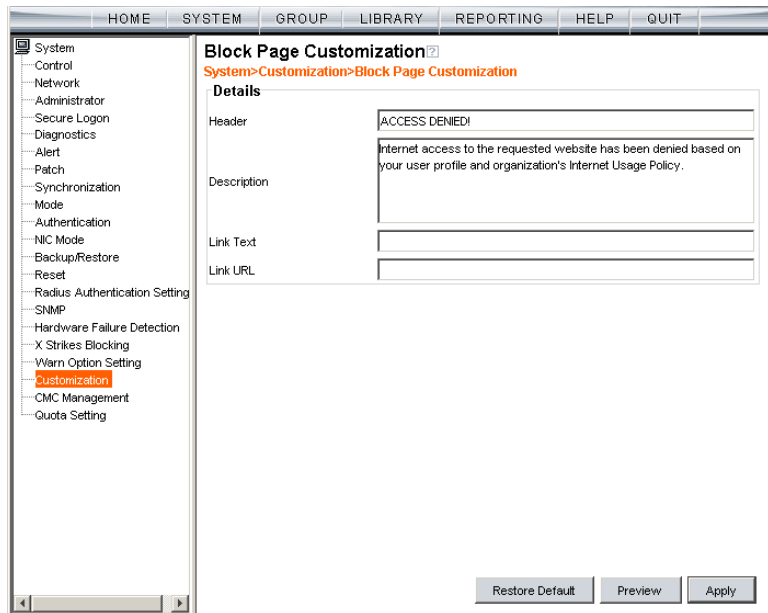 HOME SYSTEM GROUP LIBRARY REPORTING HELP QUIT
System
Control
Network
Administrator
Secure Logon
Diagnostics
Alert
Patch
Synchronization
Mode
Authentication
NIC Mode
Backup/Restore
Reset
Radius Authentication Setting
SNMP
Hardware Failure Detection
X Strikes Blocking
Warn Option Setting
Customization
CMC Management
Quota Setting
Block Page Customization?
System>Customization>Block Page Customization
Details
Header
ACCESS DENIED!
Description
Internet access to the requested website has been denied based on
your user profile and organization's Internet Usage Policy.
Link Text
Link URL
Restore Default
Preview
Apply